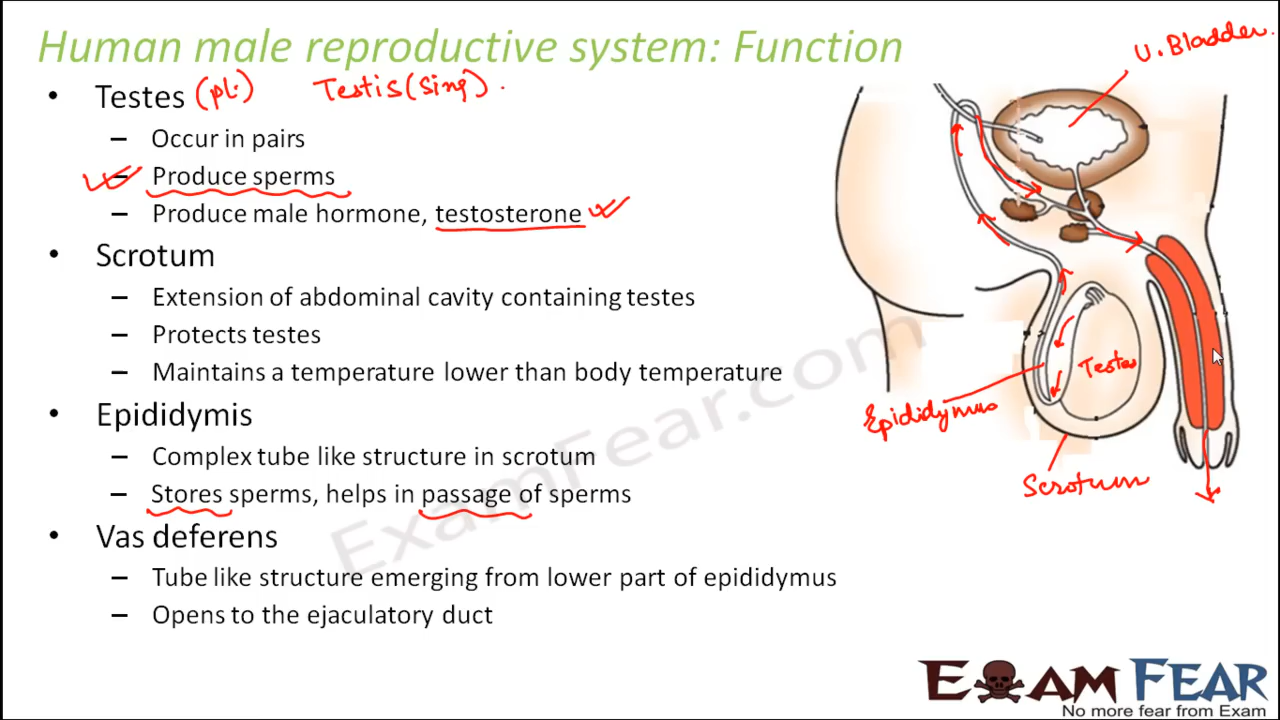 Human male reproductive system: Function
• Testes (pl.) Testis (sing).
– Occur in pairs
– Produce sperms
– Produce male hormone, testosterone
• Scrotum
– Extension of abdominal cavity containing testes
– Protects testes
– Maintains a temperature lower than body temperature
• Epididymis
– Complex tube like structure in scrotum
– Stores sperms, helps in passage of sperms
• Vas deferens
– Tube like structure emerging from lower part of epididymus
– Opens to the ejaculatory duct
U. Bladder.
Testes
Epididymus
Scrotum
ExamFear.com
EXAM FEAR
No more fear from Exam